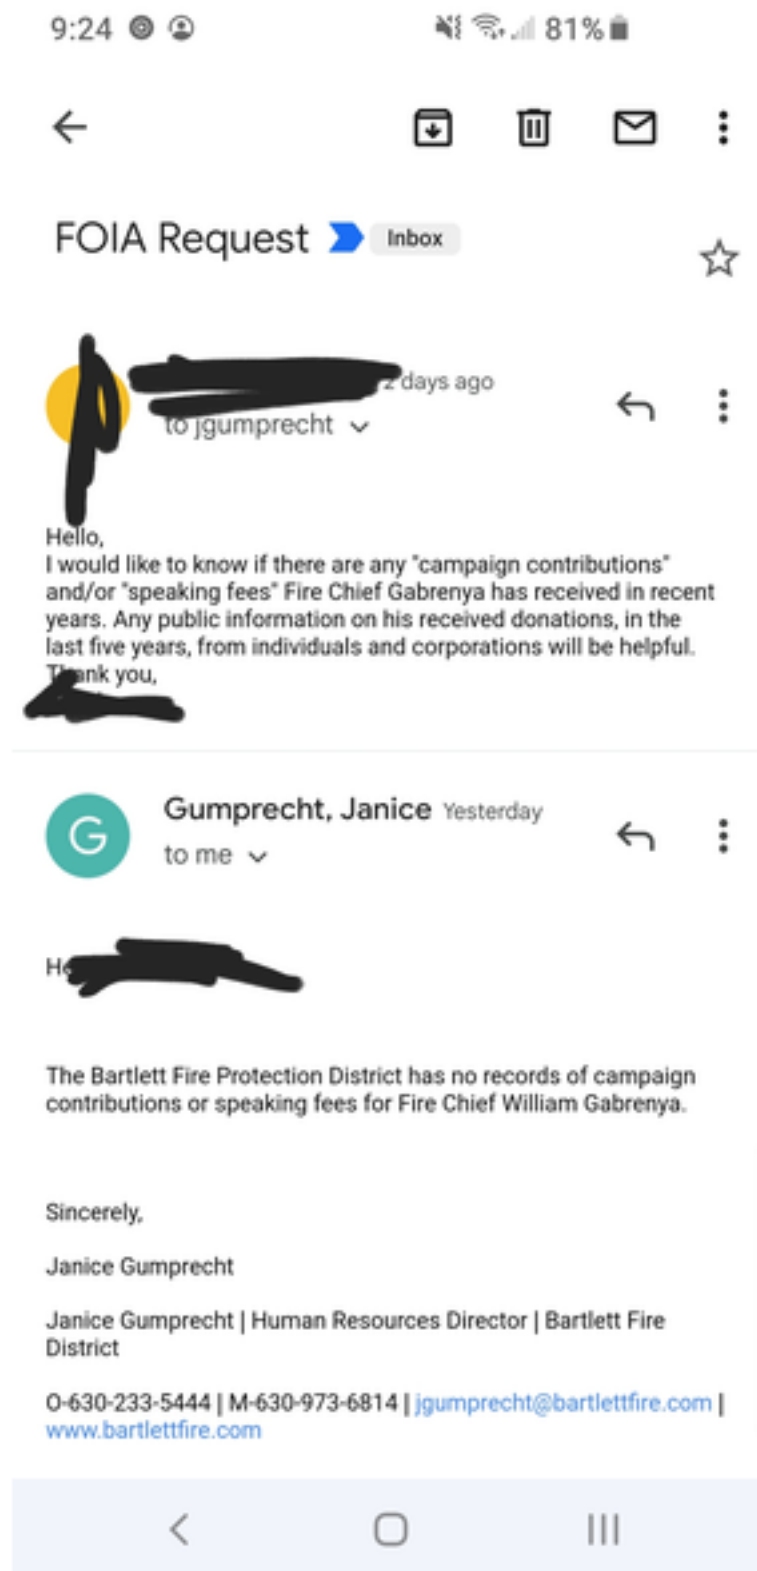 9:24 81%
FOIA Request Inbox
days ago
to jgumprecht
Hello,
I would like to know if there are any "campaign contributions"
and/or "speaking fees" Fire Chief Gabrenya has received in recent
years. Any public information on his received donations, in the
last five years, from individuals and corporations will be helpful.
Thank you,
G
Gumprecht, Janice Yesterday
to me
The Bartlett Fire Protection District has no records of campaign
contributions or speaking fees for Fire Chief William Gabrenya.
Sincerely,
Janice Gumprecht
Janice Gumprecht | Human Resources Director | Bartlett Fire
District
O-630-233-5444 | M-630-973-6814 | jgumprecht@bartlettfire.com |
www.bartlettfire.com